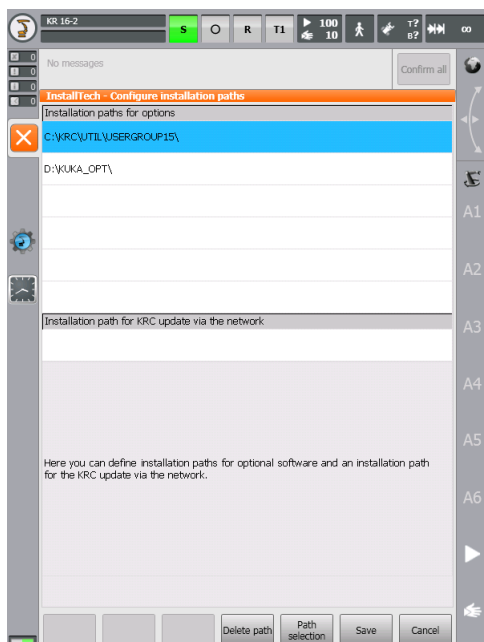 KR 16-2
S O R T1 100 10 T? B? ∞
0
0
0
0
No messages
Confirm all
InstallTech - Configure installation paths
Installation paths for options
C:\KRC\UTIL\USERGROUP15\
D:\KUKA_OPT\
Installation path for KRC update via the network
Here you can define installation paths for optional software and an installation path
for the KRC update via the network.
A1
A2
A3
A4
A5
A6
Delete path
Path
selection
Save
Cancel